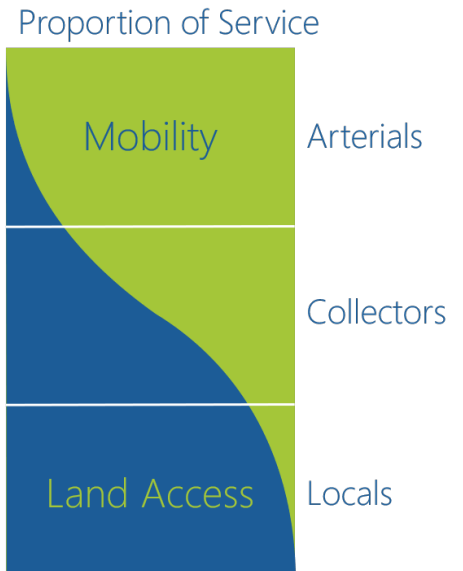 Proportion of Service
Mobility
Arterials
Collectors
Land Access
Locals